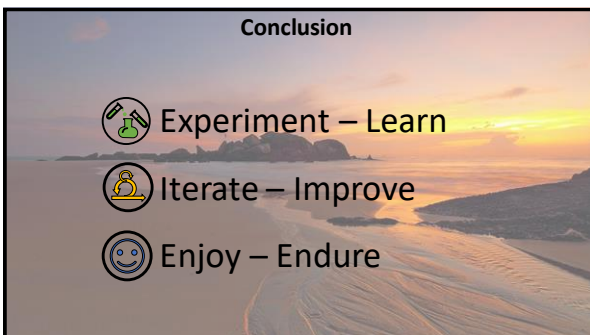 Conclusion
Experiment – Learn
Iterate – Improve
Enjoy – Endure